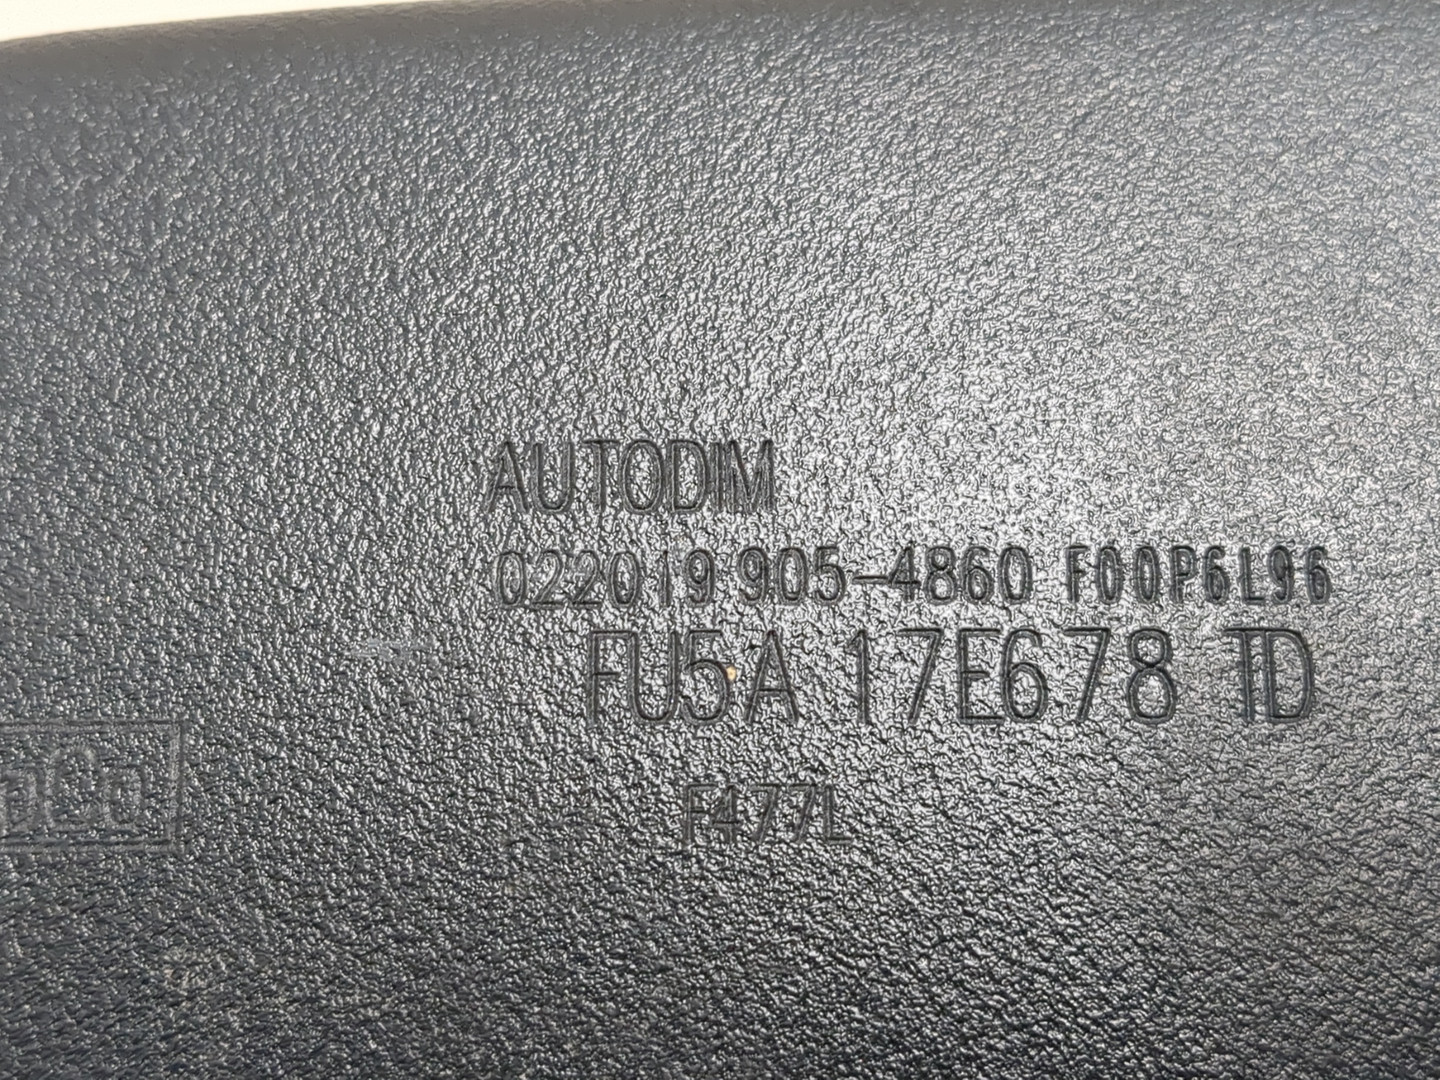 AUTODIM
022019 905-4860 F00P6L96
FU5A 17E678 TD
F477L